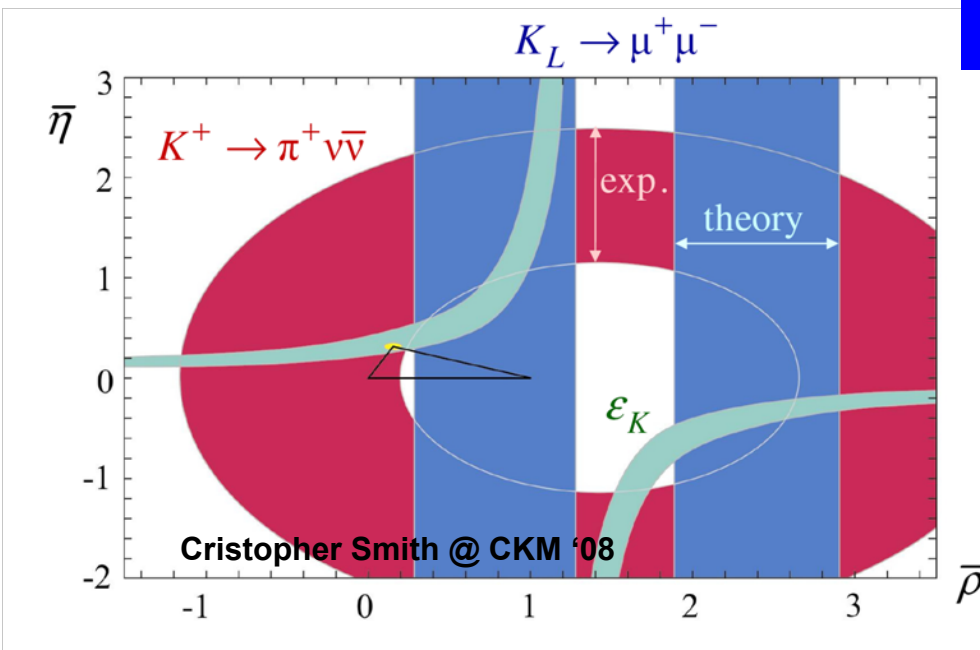 K_L → μ⁺μ⁻
η̄
3
2
1
0
-1
-2
K⁺ → π⁺νν̄
exp.
theory
ε_K
Cristopher Smith @ CKM ‘08
-1 0 1 2 3
ρ̄